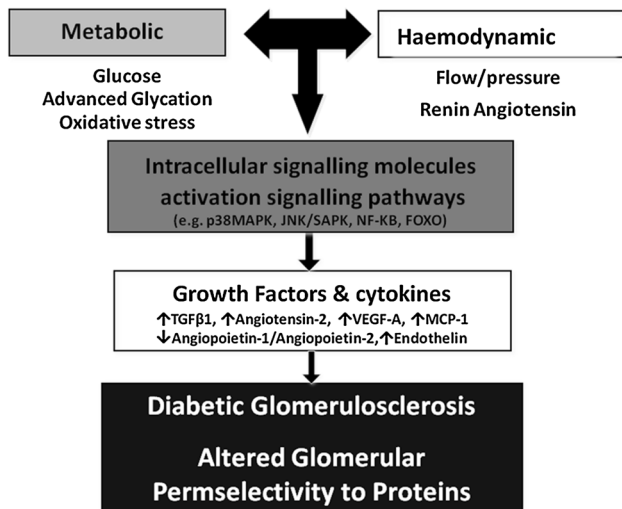 Metabolic
Haemodynamic
Glucose
Advanced Glycation
Oxidative stress
Flow/pressure
Renin Angiotensin
Intracellular signalling molecules
activation signalling pathways
(e.g. p38MAPK, JNK/SAPK, NF-KB, FOXO)
Growth Factors & cytokines
↑TGFβ1, ↑Angiotensin-2, ↑VEGF-A, ↑MCP-1
↓Angiopoietin-1/Angiopoietin-2,↑Endothelin
Diabetic Glomerulosclerosis
Altered Glomerular
Permselectivity to Proteins